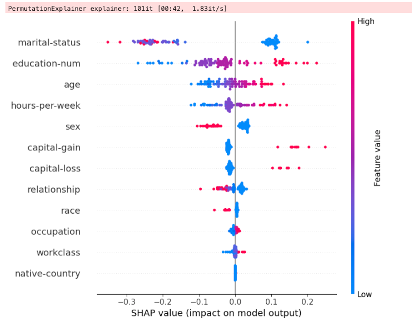 PermutationExplainer explainer: 101it [00:42, 1.83it/s]
High
marital-status
education-num
age
hours-per-week
sex
capital-gain
capital-loss
relationship
race
occupation
workclass
native-country
Feature value
Low
−0.3 −0.2 −0.1 0.0 0.1 0.2
SHAP value (impact on model output)